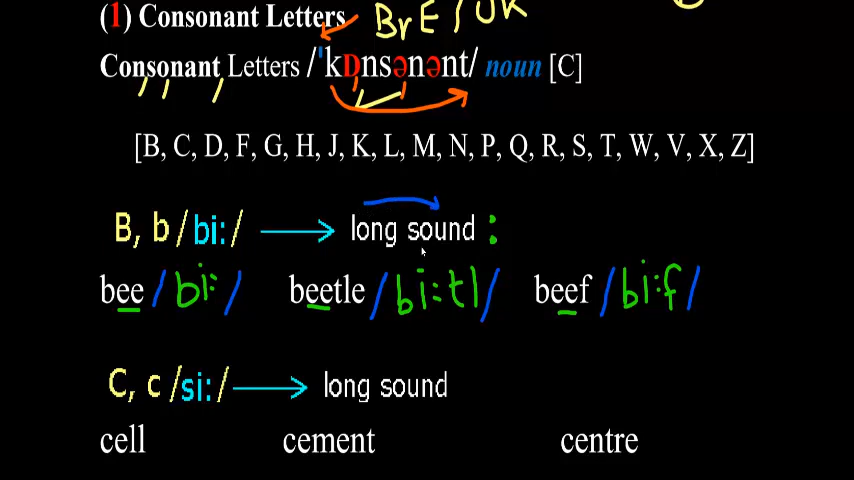 (1) Consonant Letters
BrE / UK
Consonant Letters /ˈkɒnsənənt/ noun [C]
[B, C, D, F, G, H, J, K, L, M, N, P, Q, R, S, T, W, V, X, Z]
B, b /bi:/ → long sound :
bee /bi:/ beetle /bi:tl/ beef /bi:f/
C, c /si:/ → long sound
cell cement centre